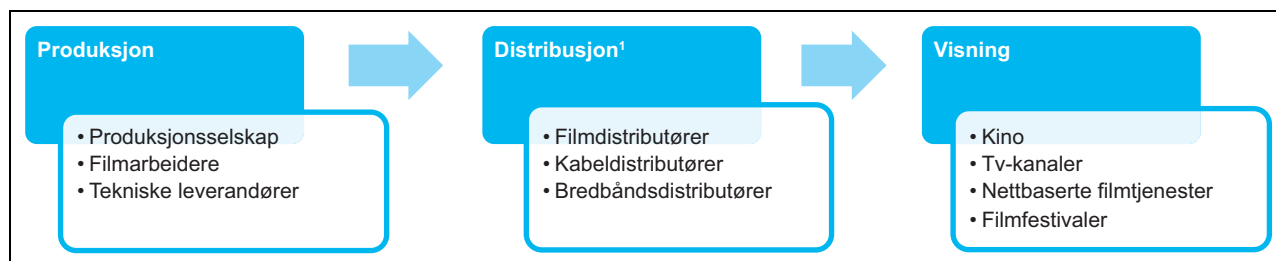 Produksjon
• Produksjonsselskap
• Filmarbeidere
• Tekniske leverandører
Distribusjon¹
• Filmdistributører
• Kabeldistributører
• Bredbåndsdistributører
Visning
• Kino
• Tv-kanaler
• Nettbaserte filmtjenester
• Filmfestivaler